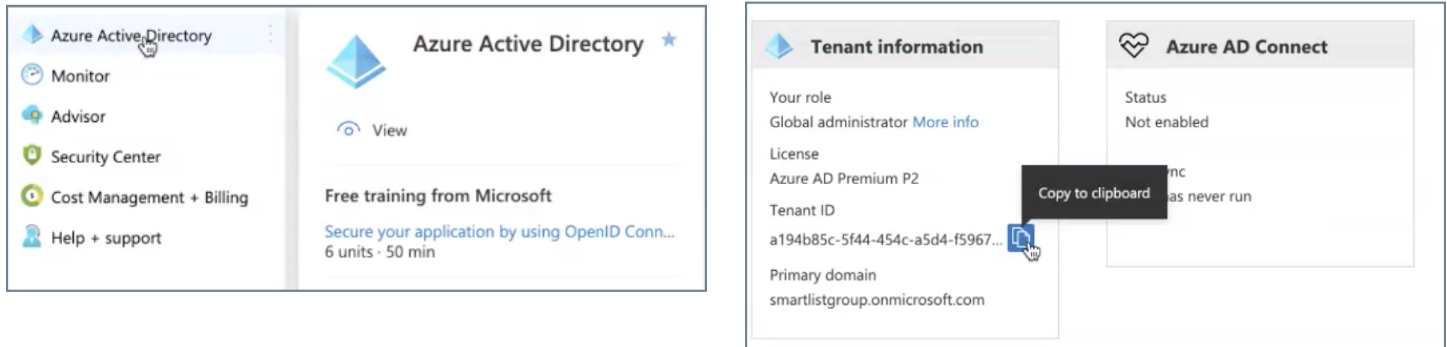 Azure Active Directory
Monitor
Advisor
Security Center
Cost Management + Billing
Help + support
Azure Active Directory
View
Free training from Microsoft
Secure your application by using OpenID Conn...
6 units · 50 min
Tenant information
Your role
Global administrator More info
License
Azure AD Premium P2
Tenant ID
a194b85c-5f44-454c-a5d4-f5967...
Copy to clipboard
Primary domain
smartlistgroup.onmicrosoft.com
Azure AD Connect
Status
Not enabled
has never run